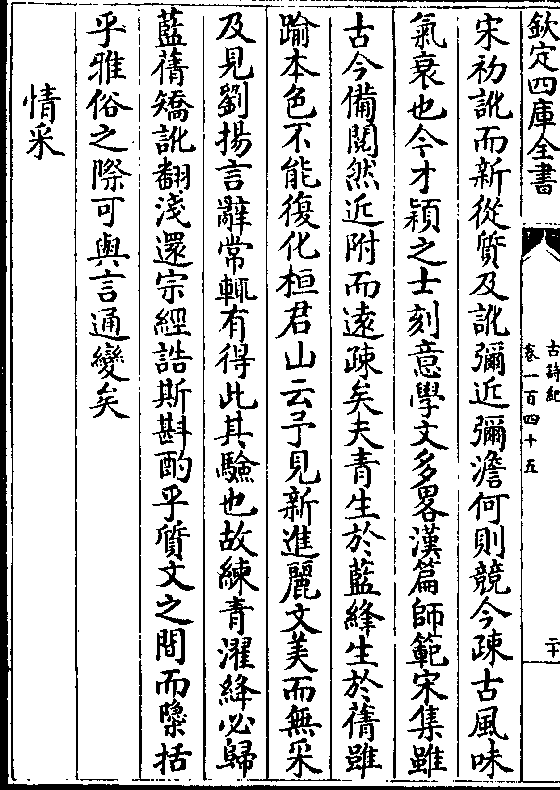 欽定四庫全書
古詩紀
卷一百四十五
二十
宋初訛而新從質及訛彌近彌澹何則競今疎古風味
氣衰也今才穎之士刻意學文多畧漢篇師範宋集雖
古今備閱然近附而遠疎矣夫青生於藍絳生於蒨雖
踰本色不能復化桓君山云予見新進麗文美而無采
及見劉揚言辭常輒有得此其驗也故練青濯絳必歸
藍蒨矯訛翻淺還宗經誥斯斟酌乎質文之間而檃括
乎雅俗之際可與言通變矣
情采